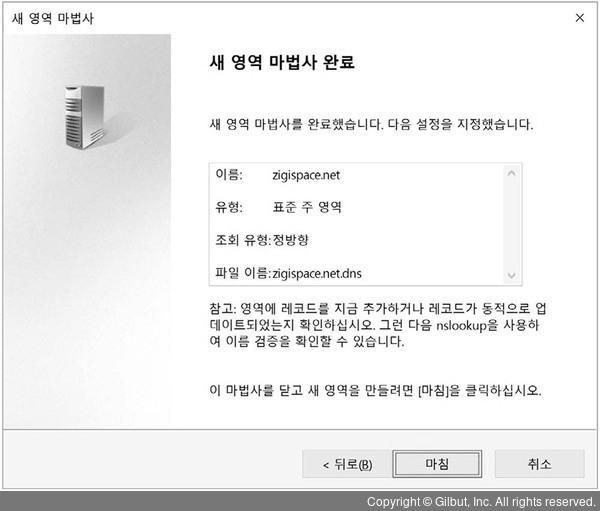 새 영역 마법사
새 영역 마법사 완료
새 영역 마법사를 완료했습니다. 다음 설정을 지정했습니다.
이름: zigispace.net
유형: 표준 주 영역
조회 유형:정방향
파일 이름:zigispace.net.dns
참고: 영역에 레코드를 지금 추가하거나 레코드가 동적으로 업
데이트되었는지 확인하십시오. 그런 다음 nslookup을 사용하
여 이름 검증을 확인할 수 있습니다.
이 마법사를 닫고 새 영역을 만들려면 [마침]을 클릭하십시오.
< 뒤로(B) 마침 취소
Copyright © Gilbut, Inc. All rights reserved.